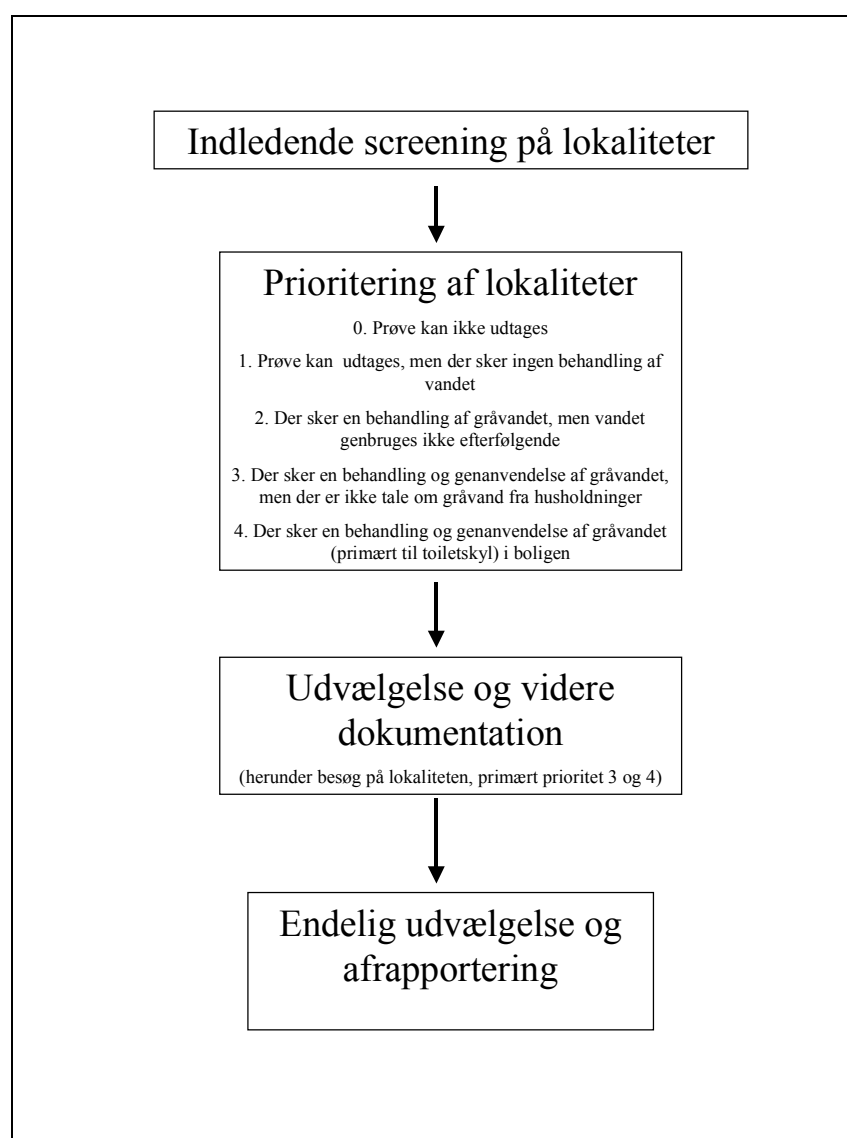 Indledende screening på lokaliteter
Prioritering af lokaliteter
0. Prøve kan ikke udtages
1. Prøve kan udtages, men der sker ingen behandling af
vandet
2. Der sker en behandling af gråvandet, men vandet
genbruges ikke efterfølgende
3. Der sker en behandling og genanvendelse af gråvandet,
men der er ikke tale om gråvand fra husholdninger
4. Der sker en behandling og genanvendelse af gråvandet
(primært til toiletskyl) i boligen
Udvælgelse og videre
dokumentation
(herunder besøg på lokaliteten, primært prioritet 3 og 4)
Endelig udvælgelse og
afrapportering